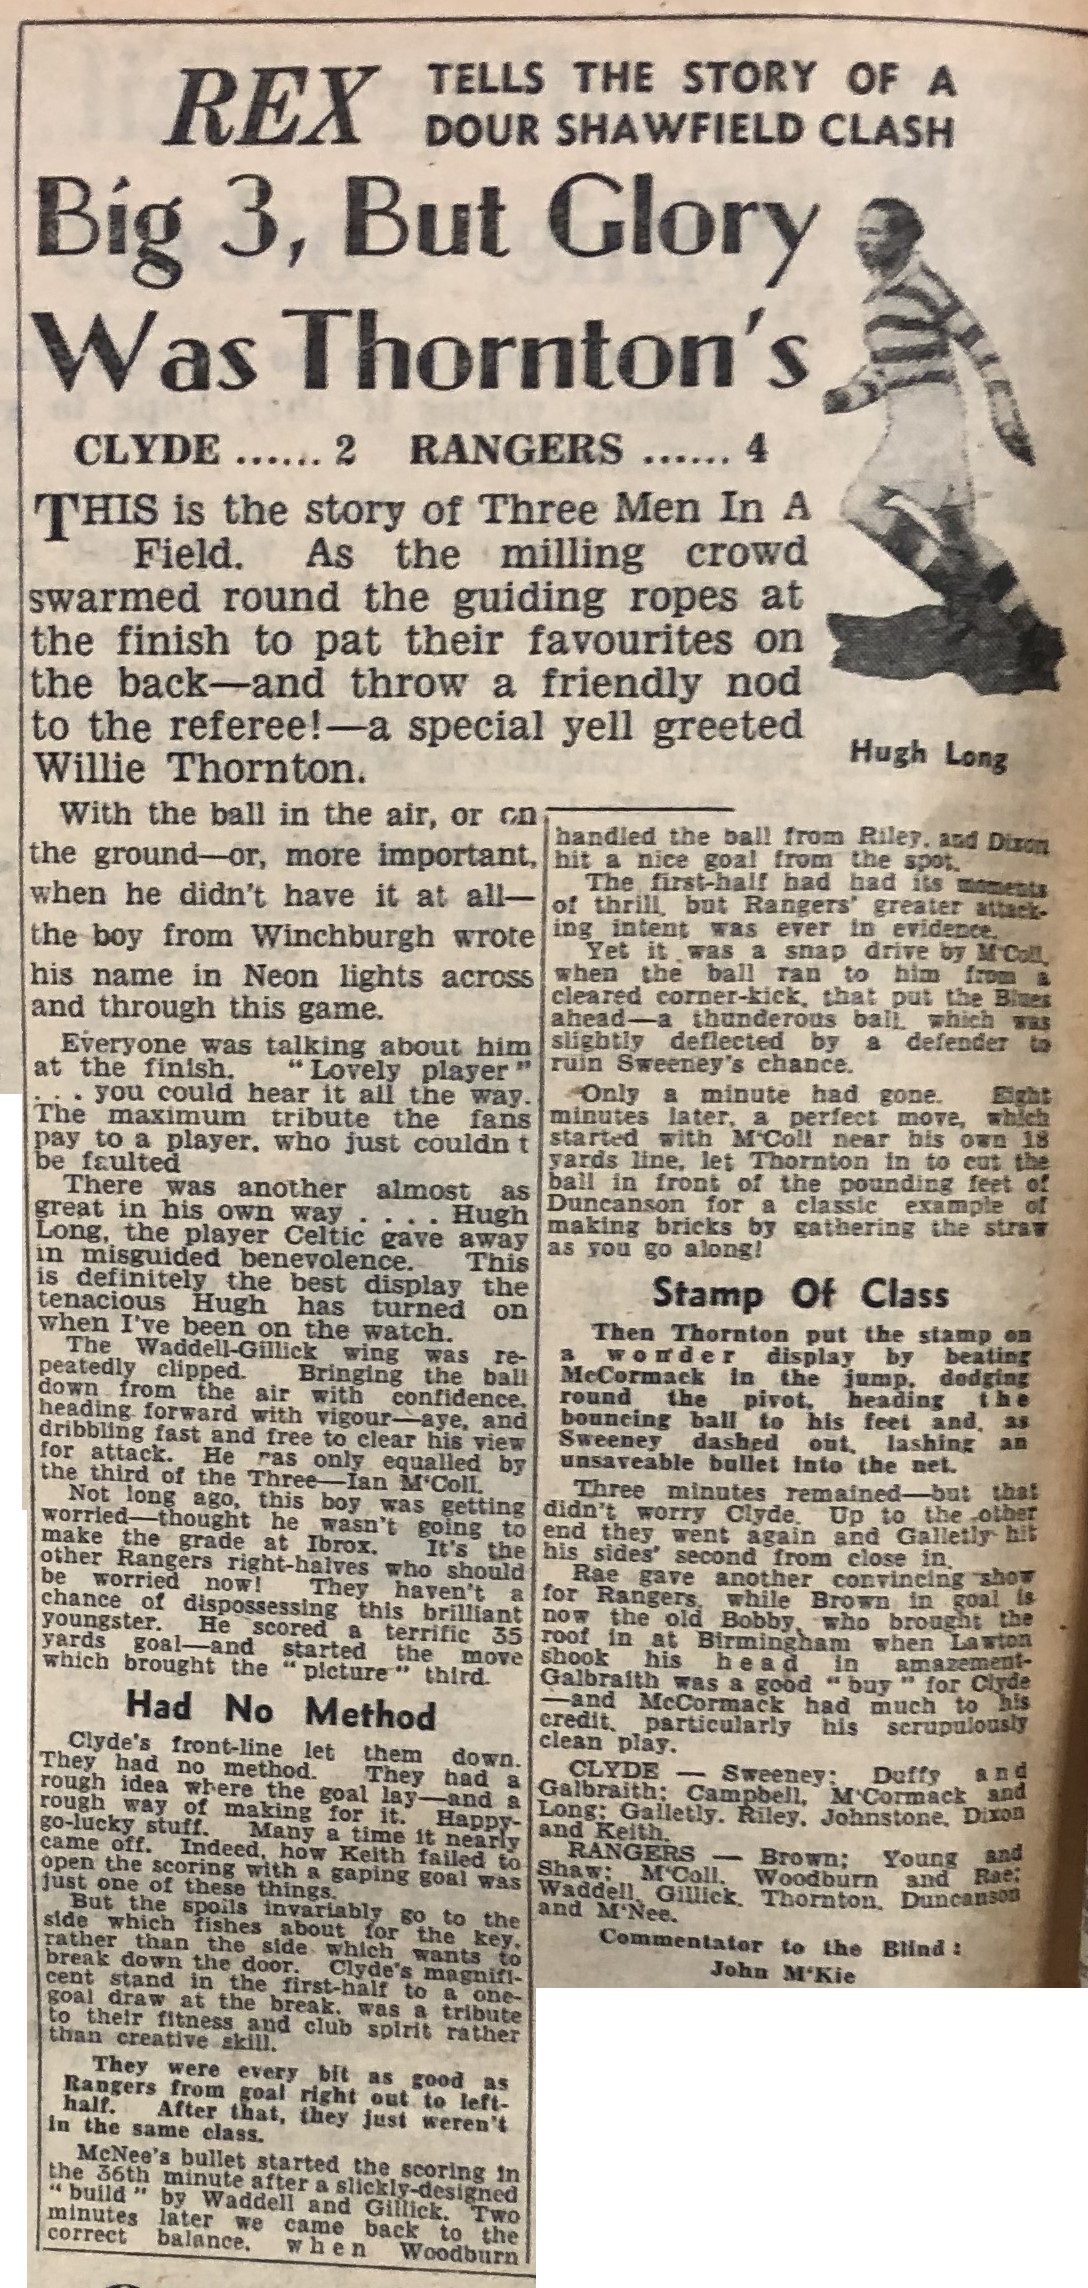 REX TELLS THE STORY OF A
DOUR SHAWFIELD CLASH
Big 3, But Glory
Was Thornton's
CLYDE ...... 2 RANGERS ...... 4
THIS is the story of Three Men In A
Field. As the milling crowd
swarmed round the guiding ropes at
the finish to pat their favourites on
the back—and throw a friendly nod
to the referee!—a special yell greeted
Willie Thornton.
Hugh Long
With the ball in the air, or on
the ground—or, more important,
when he didn't have it at all—
the boy from Winchburgh wrote
his name in Neon lights across
and through this game.
Everyone was talking about him
at the finish. "Lovely player"
. . . you could hear it all the way.
The maximum tribute the fans
pay to a player, who just couldn t
be faulted
There was another almost as
great in his own way . . . . Hugh
Long, the player Celtic gave away
in misguided benevolence. This
is definitely the best display the
tenacious Hugh has turned on
when I've been on the watch.
The Waddell-Gillick wing was re-
peatedly clipped. Bringing the ball
down from the air with confidence,
heading forward with vigour—aye, and
dribbling fast and free to clear his view
for attack. He was only equalled by
the third of the Three—Ian M'Coll.
Not long ago, this boy was getting
worried—thought he wasn't going to
make the grade at Ibrox. It's the
other Rangers right-halves who should
be worried now! They haven't a
chance of dispossessing this brilliant
youngster. He scored a terrific 35
yards goal—and started the move
which brought the "picture" third.
Had No Method
Clyde's front-line let them down.
They had no method. They had a
rough idea where the goal lay—and a
rough way of making for it. Happy-
go-lucky stuff. Many a time it nearly
came off. Indeed, how Keith failed to
open the scoring with a gaping goal was
just one of these things.
But the spoils invariably go to the
side which fishes about for the key,
rather than the side which wants to
break down the door. Clyde's magnifi-
cent stand in the first-half to a one-
goal draw at the break, was a tribute
to their fitness and club spirit rather
than creative skill.
They were every bit as good as
Rangers from goal right out to left-
half. After that, they just weren't
in the same class.
McNee's bullet started the scoring in
the 36th minute after a slickly-designed
"build" by Waddell and Gillick. Two
minutes later we came back to the
correct balance, when Woodburn
handled the ball from Riley, and Dixon
hit a nice goal from the spot.
The first-half had had its moments
of thrill, but Rangers' greater attack-
ing intent was ever in evidence.
Yet it was a snap drive by M'Coll,
when the ball ran to him from a
cleared corner-kick, that put the Blues
ahead—a thunderous ball, which was
slightly deflected by a defender to
ruin Sweeney's chance.
Only a minute had gone. Eight
minutes later, a perfect move, which
started with M'Coll near his own 18
yards line, let Thornton in to cut the
ball in front of the pounding feet of
Duncanson for a classic example of
making bricks by gathering the straw
as you go along!
Stamp Of Class
Then Thornton put the stamp on
a wonder display by beating
McCormack in the jump, dodging
round the pivot, heading the
bouncing ball to his feet and, as
Sweeney dashed out, lashing an
unsaveable bullet into the net.
Three minutes remained—but that
didn't worry Clyde. Up to the other
end they went again and Galletly hit
his sides' second from close in.
Rae gave another convincing show
for Rangers, while Brown in goal is
now the old Bobby, who brought the
roof in at Birmingham when Lawton
shook his head in amazement-
Galbraith was a good "buy" for Clyde
—and McCormack had much to his
credit, particularly his scrupulously
clean play.
CLYDE — Sweeney; Duffy and
Galbraith; Campbell, M'Cormack and
Long; Galletly, Riley, Johnstone, Dixon
and Keith.
RANGERS — Brown; Young and
Shaw; M'Coll, Woodburn and Rae;
Waddell, Gillick, Thornton, Duncanson
and M'Nee.
Commentator to the Blind:
John M'Kie